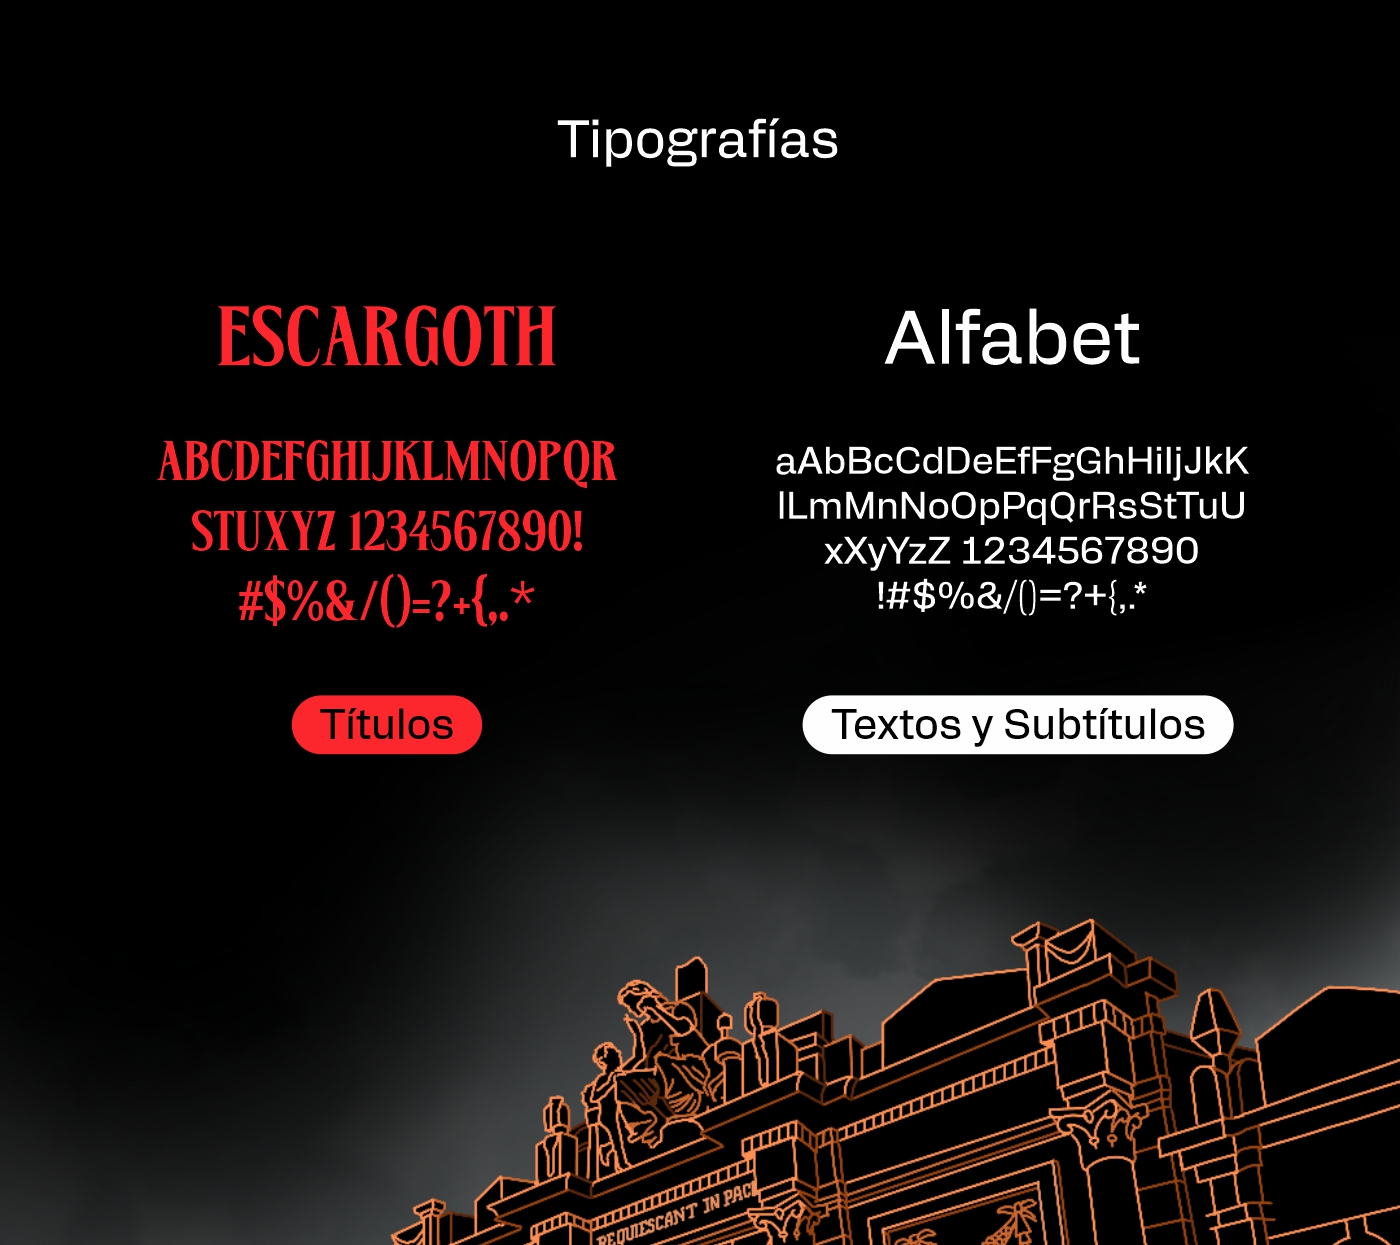 Tipografías
ESCARGOTH
ABCDEFGHIJKLMNOPQR
STUXYZ 1234567890!
#$%&/()=?+{,.*
Títulos
Alfabet
aAbBcCdDeEfFgGhHiIjJkK
lLmMnNoOpPqQrRsStTuU
xXyYzZ 1234567890
!#$%&/()=?+{,.*
Textos y Subtítulos
REQUIESCANT IN PACE